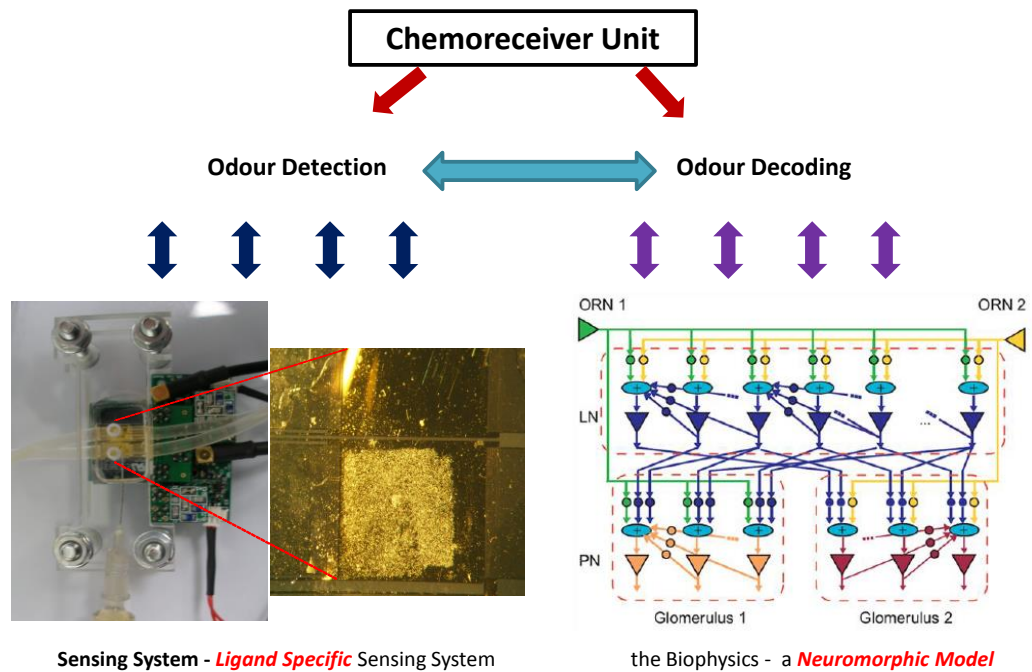 Chemoreceiver Unit
Odour Detection
Odour Decoding
ORN 1
ORN 2
LN
PN
Glomerulus 1
Glomerulus 2
Sensing System - Ligand Specific Sensing System
the Biophysics - a Neuromorphic Model